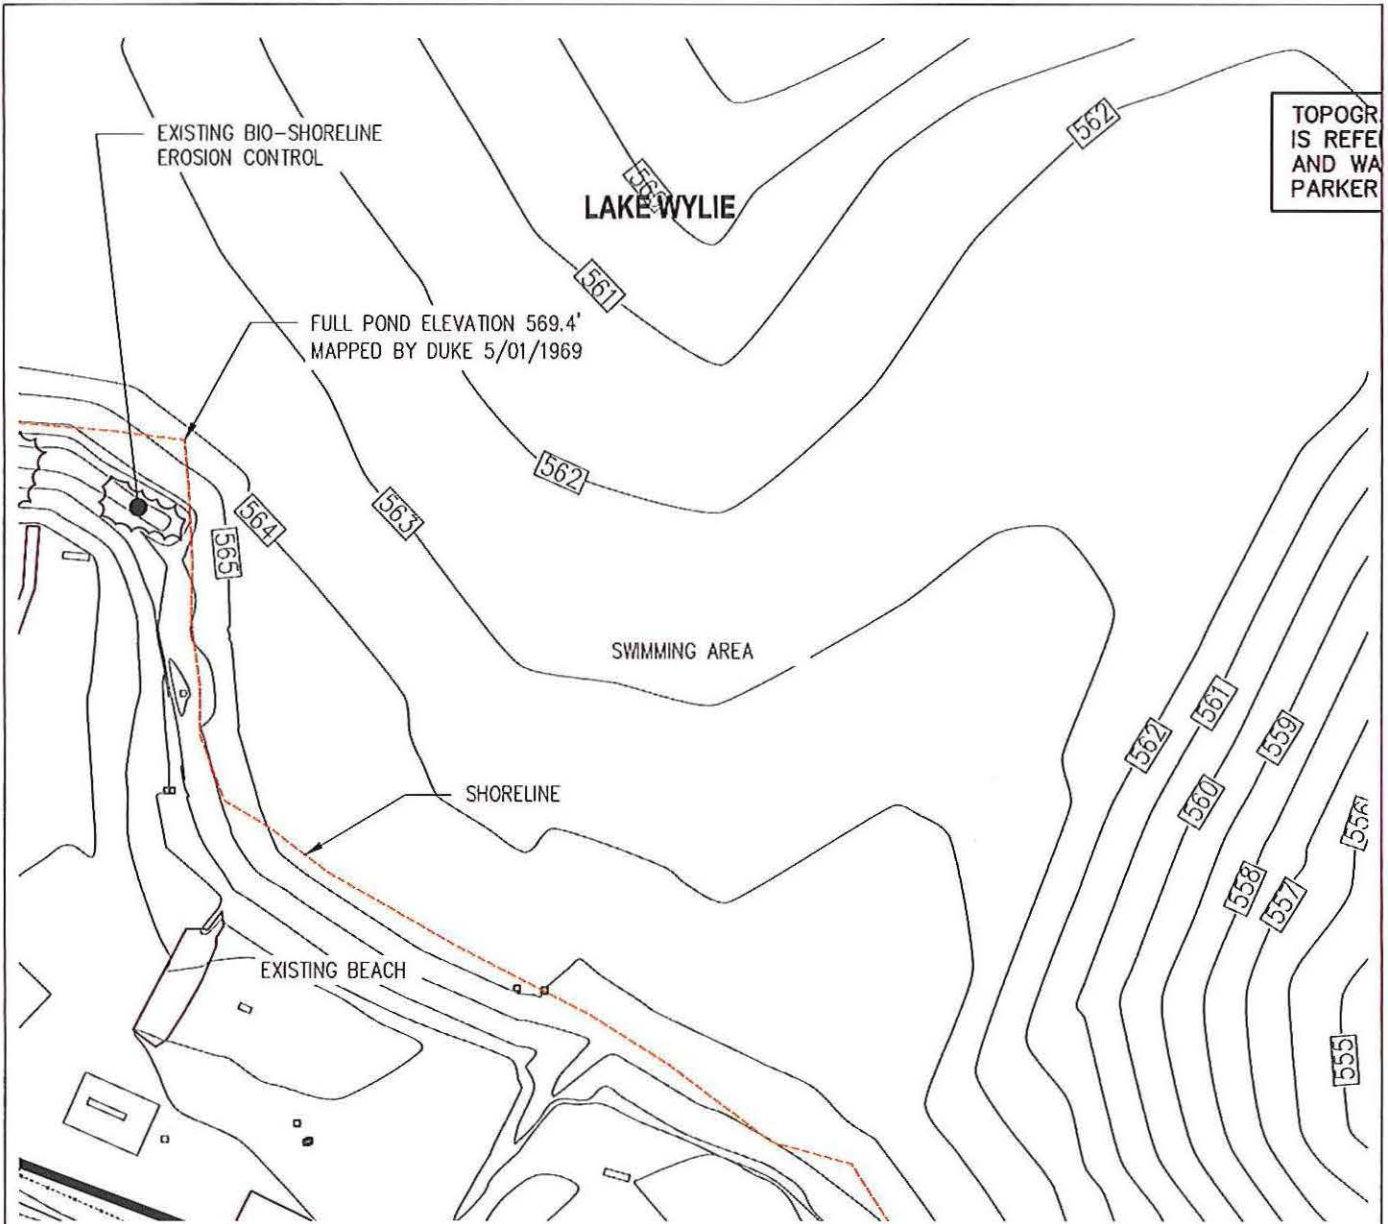 562
TOPOGR
IS REFE
AND WA
PARKER
EXISTING BIO-SHORELINE
EROSION CONTROL
LAKE WYLIE
561
FULL POND ELEVATION 569.4'
MAPPED BY DUKE 5/01/1969
562
563
564
565
SWIMMING AREA
561
562
559
560
SHORELINE
556
558
557
EXISTING BEACH
555